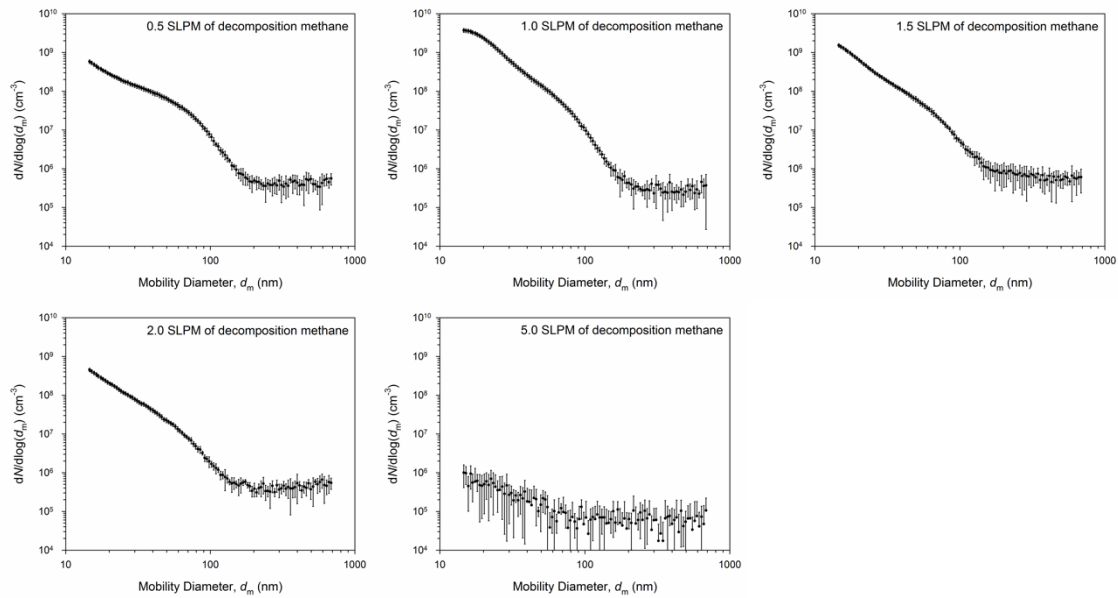 0.5 SLPM of decomposition methane
dN/dlog(dₘ) (cm⁻³)
10¹⁰
10⁹
10⁸
10⁷
10⁶
10⁵
10⁴
10 100 1000
Mobility Diameter, dₘ (nm)
1.0 SLPM of decomposition methane
dN/dlog(dₘ) (cm⁻³)
10¹⁰
10⁹
10⁸
10⁷
10⁶
10⁵
10⁴
10 100 1000
Mobility Diameter, dₘ (nm)
1.5 SLPM of decomposition methane
dN/dlog(dₘ) (cm⁻³)
10¹⁰
10⁹
10⁸
10⁷
10⁶
10⁵
10⁴
10 100 1000
Mobility Diameter, dₘ (nm)
2.0 SLPM of decomposition methane
dN/dlog(dₘ) (cm⁻³)
10¹⁰
10⁹
10⁸
10⁷
10⁶
10⁵
10⁴
10 100 1000
Mobility Diameter, dₘ (nm)
5.0 SLPM of decomposition methane
dN/dlog(dₘ) (cm⁻³)
10¹⁰
10⁹
10⁸
10⁷
10⁶
10⁵
10⁴
10 100 1000
Mobility Diameter, dₘ (nm)